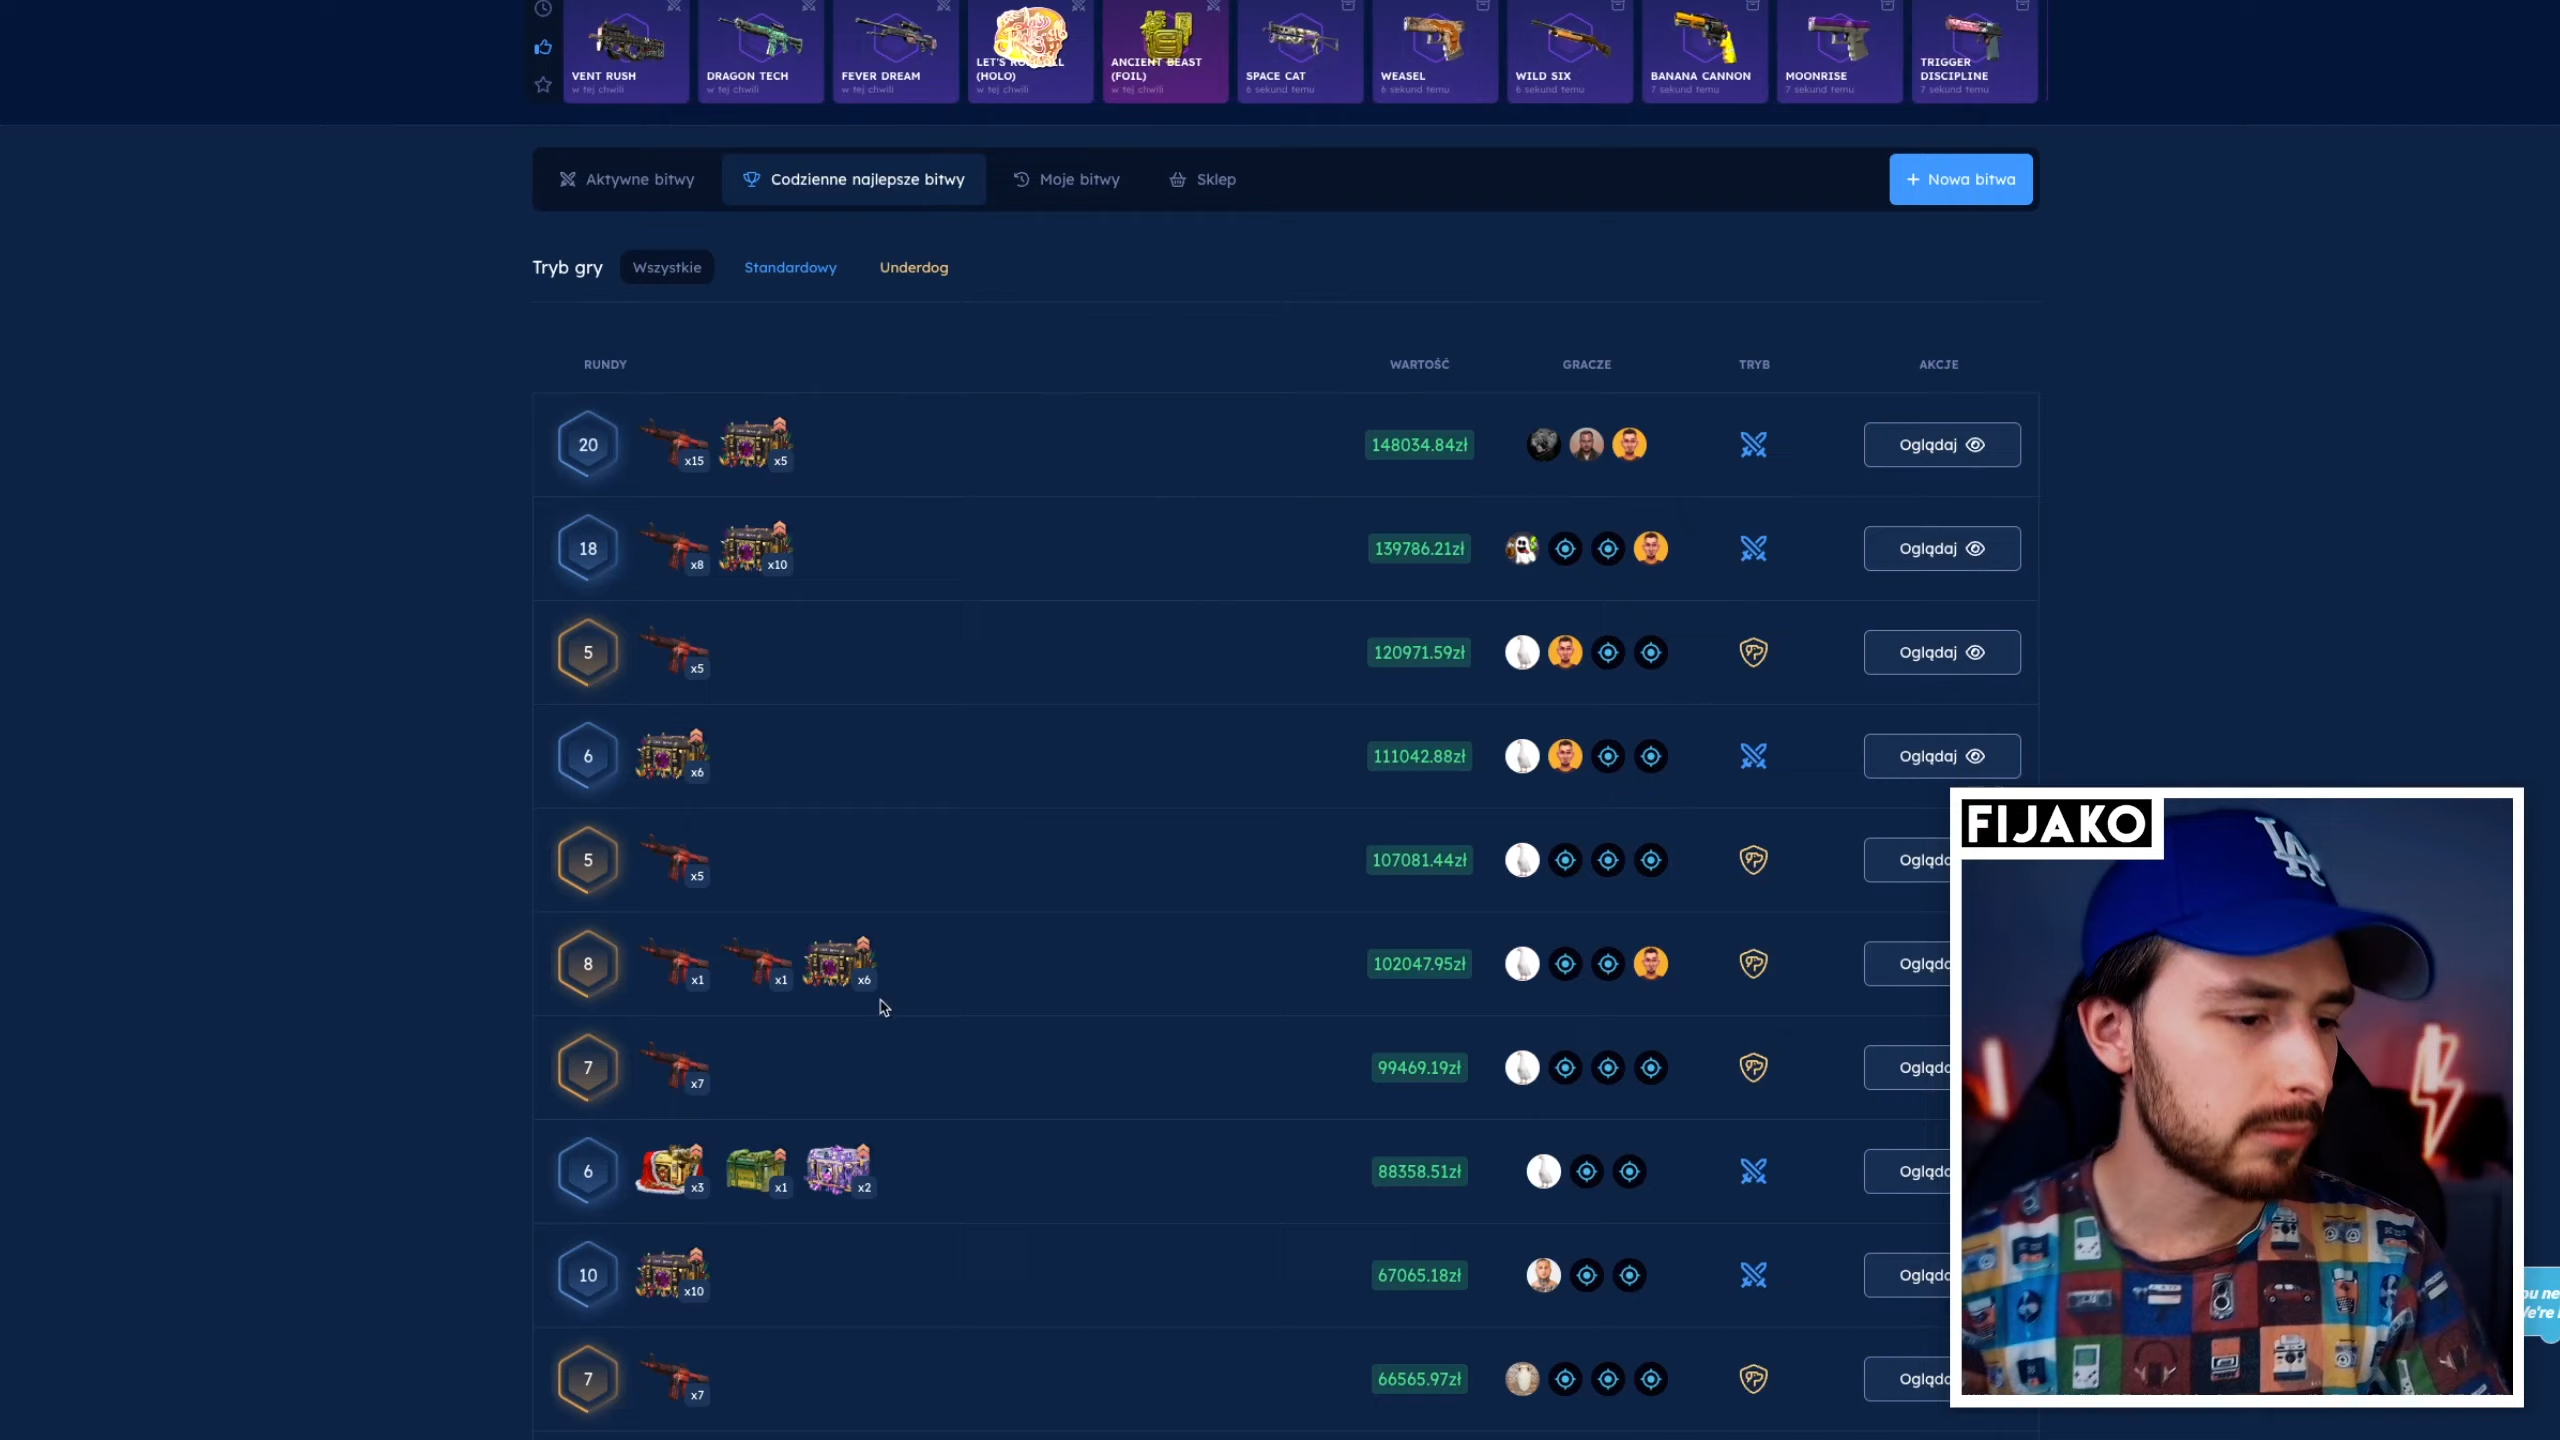 VENT RUSH
w tej chwili
DRAGON TECH
w tej chwili
FEVER DREAM
w tej chwili
(HOLO)
w tej chwili
ANCIENT BEAST
(FOIL)
w tej chwili
SPACE CAT
6 sekund temu
WEASEL
6 sekund temu
WILD SIX
6 sekund temu
BANANA CANNON
7 sekund temu
MOONRISE
7 sekund temu
TRIGGER
DISCIPLINE
7 sekund temu
Aktywne bitwy
Codzienne najlepsze bitwy
Moje bitwy
Sklep
+ Nowa bitwa
Tryb gry
Wszystkie
Standardowy
Underdog
RUNDY
WARTOŚĆ
GRACZE
TRYB
AKCJE
20 x15 x5 148034.84zł Oglądaj
18 x8 x10 139786.21zł Oglądaj
5 x5 120971.59zł Oglądaj
6 x6 111042.88zł Oglądaj
5 x5 107081.44zł
8 x1 x1 x6 102047.95zł
7 x7 99469.19zł
6 x3 x1 x2 88358.51zł
10 x10 67065.18zł
7 x7 66565.97zł
FIJAKO
LA